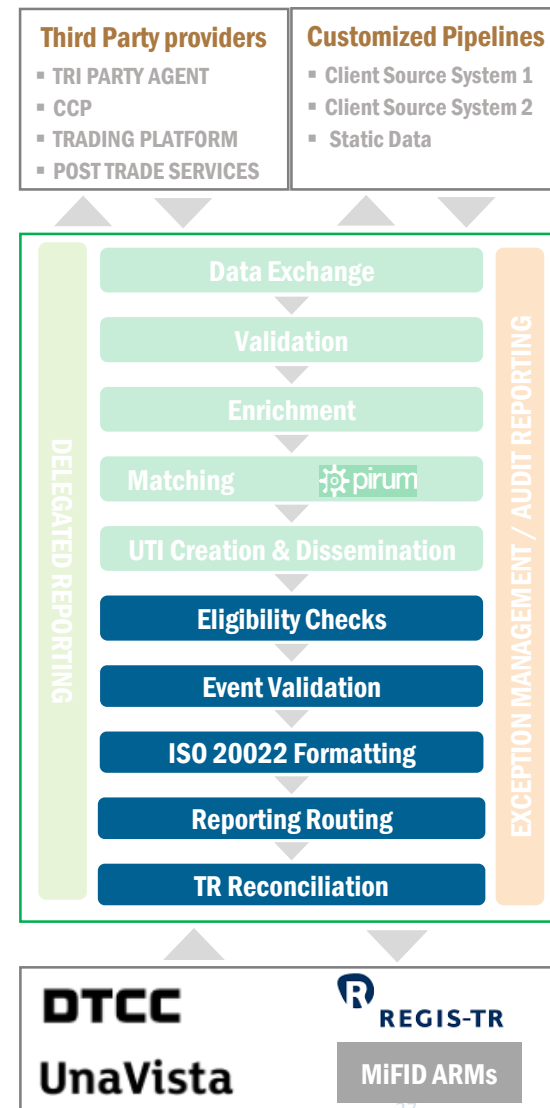 Third Party providers
▪ TRI PARTY AGENT
▪ CCP
▪ TRADING PLATFORM
▪ POST TRADE SERVICES
Customized Pipelines
▪ Client Source System 1
▪ Client Source System 2
▪ Static Data
DELEGATED REPORTING
Data Exchange
Validation
Enrichment
Matching
pirum
UTI Creation & Dissemination
Eligibility Checks
Event Validation
ISO 20022 Formatting
Reporting Routing
TR Reconciliation
EXCEPTION MANAGEMENT / AUDIT REPORTING
DTCC
R
REGIS-TR
UnaVista
MiFID ARMs